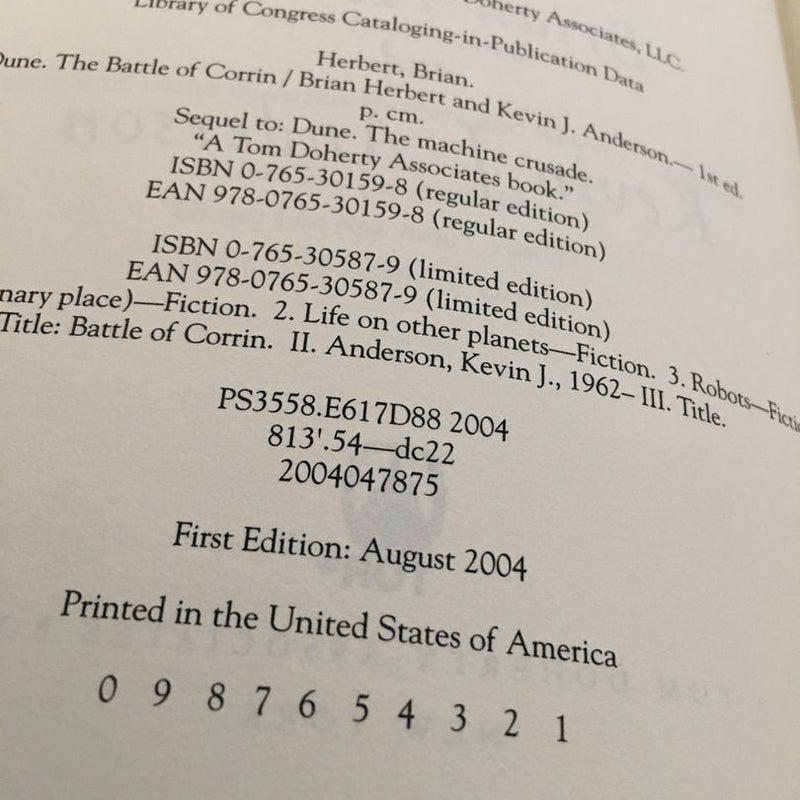 Doherty Associates, LLC.
Library of Congress Cataloging-in-Publication Data
Herbert, Brian.
Dune. The Battle of Corrin / Brian Herbert and Kevin J. Anderson.— 1st ed.
p. cm.
Sequel to: Dune. The machine crusade.
“A Tom Doherty Associates book.”
ISBN 0-765-30159-8 (regular edition)
EAN 978-0765-30159-8 (regular edition)
ISBN 0-765-30587-9 (limited edition)
EAN 978-0765-30587-9 (limited edition)
nary place)—Fiction. 2. Life on other planets—Fiction. 3. Robots—Fictio
Title: Battle of Corrin. II. Anderson, Kevin J., 1962– III. Title.
PS3558.E617D88 2004
813'.54—dc22
2004047875
First Edition: August 2004
Printed in the United States of America
0 9 8 7 6 5 4 3 2 1